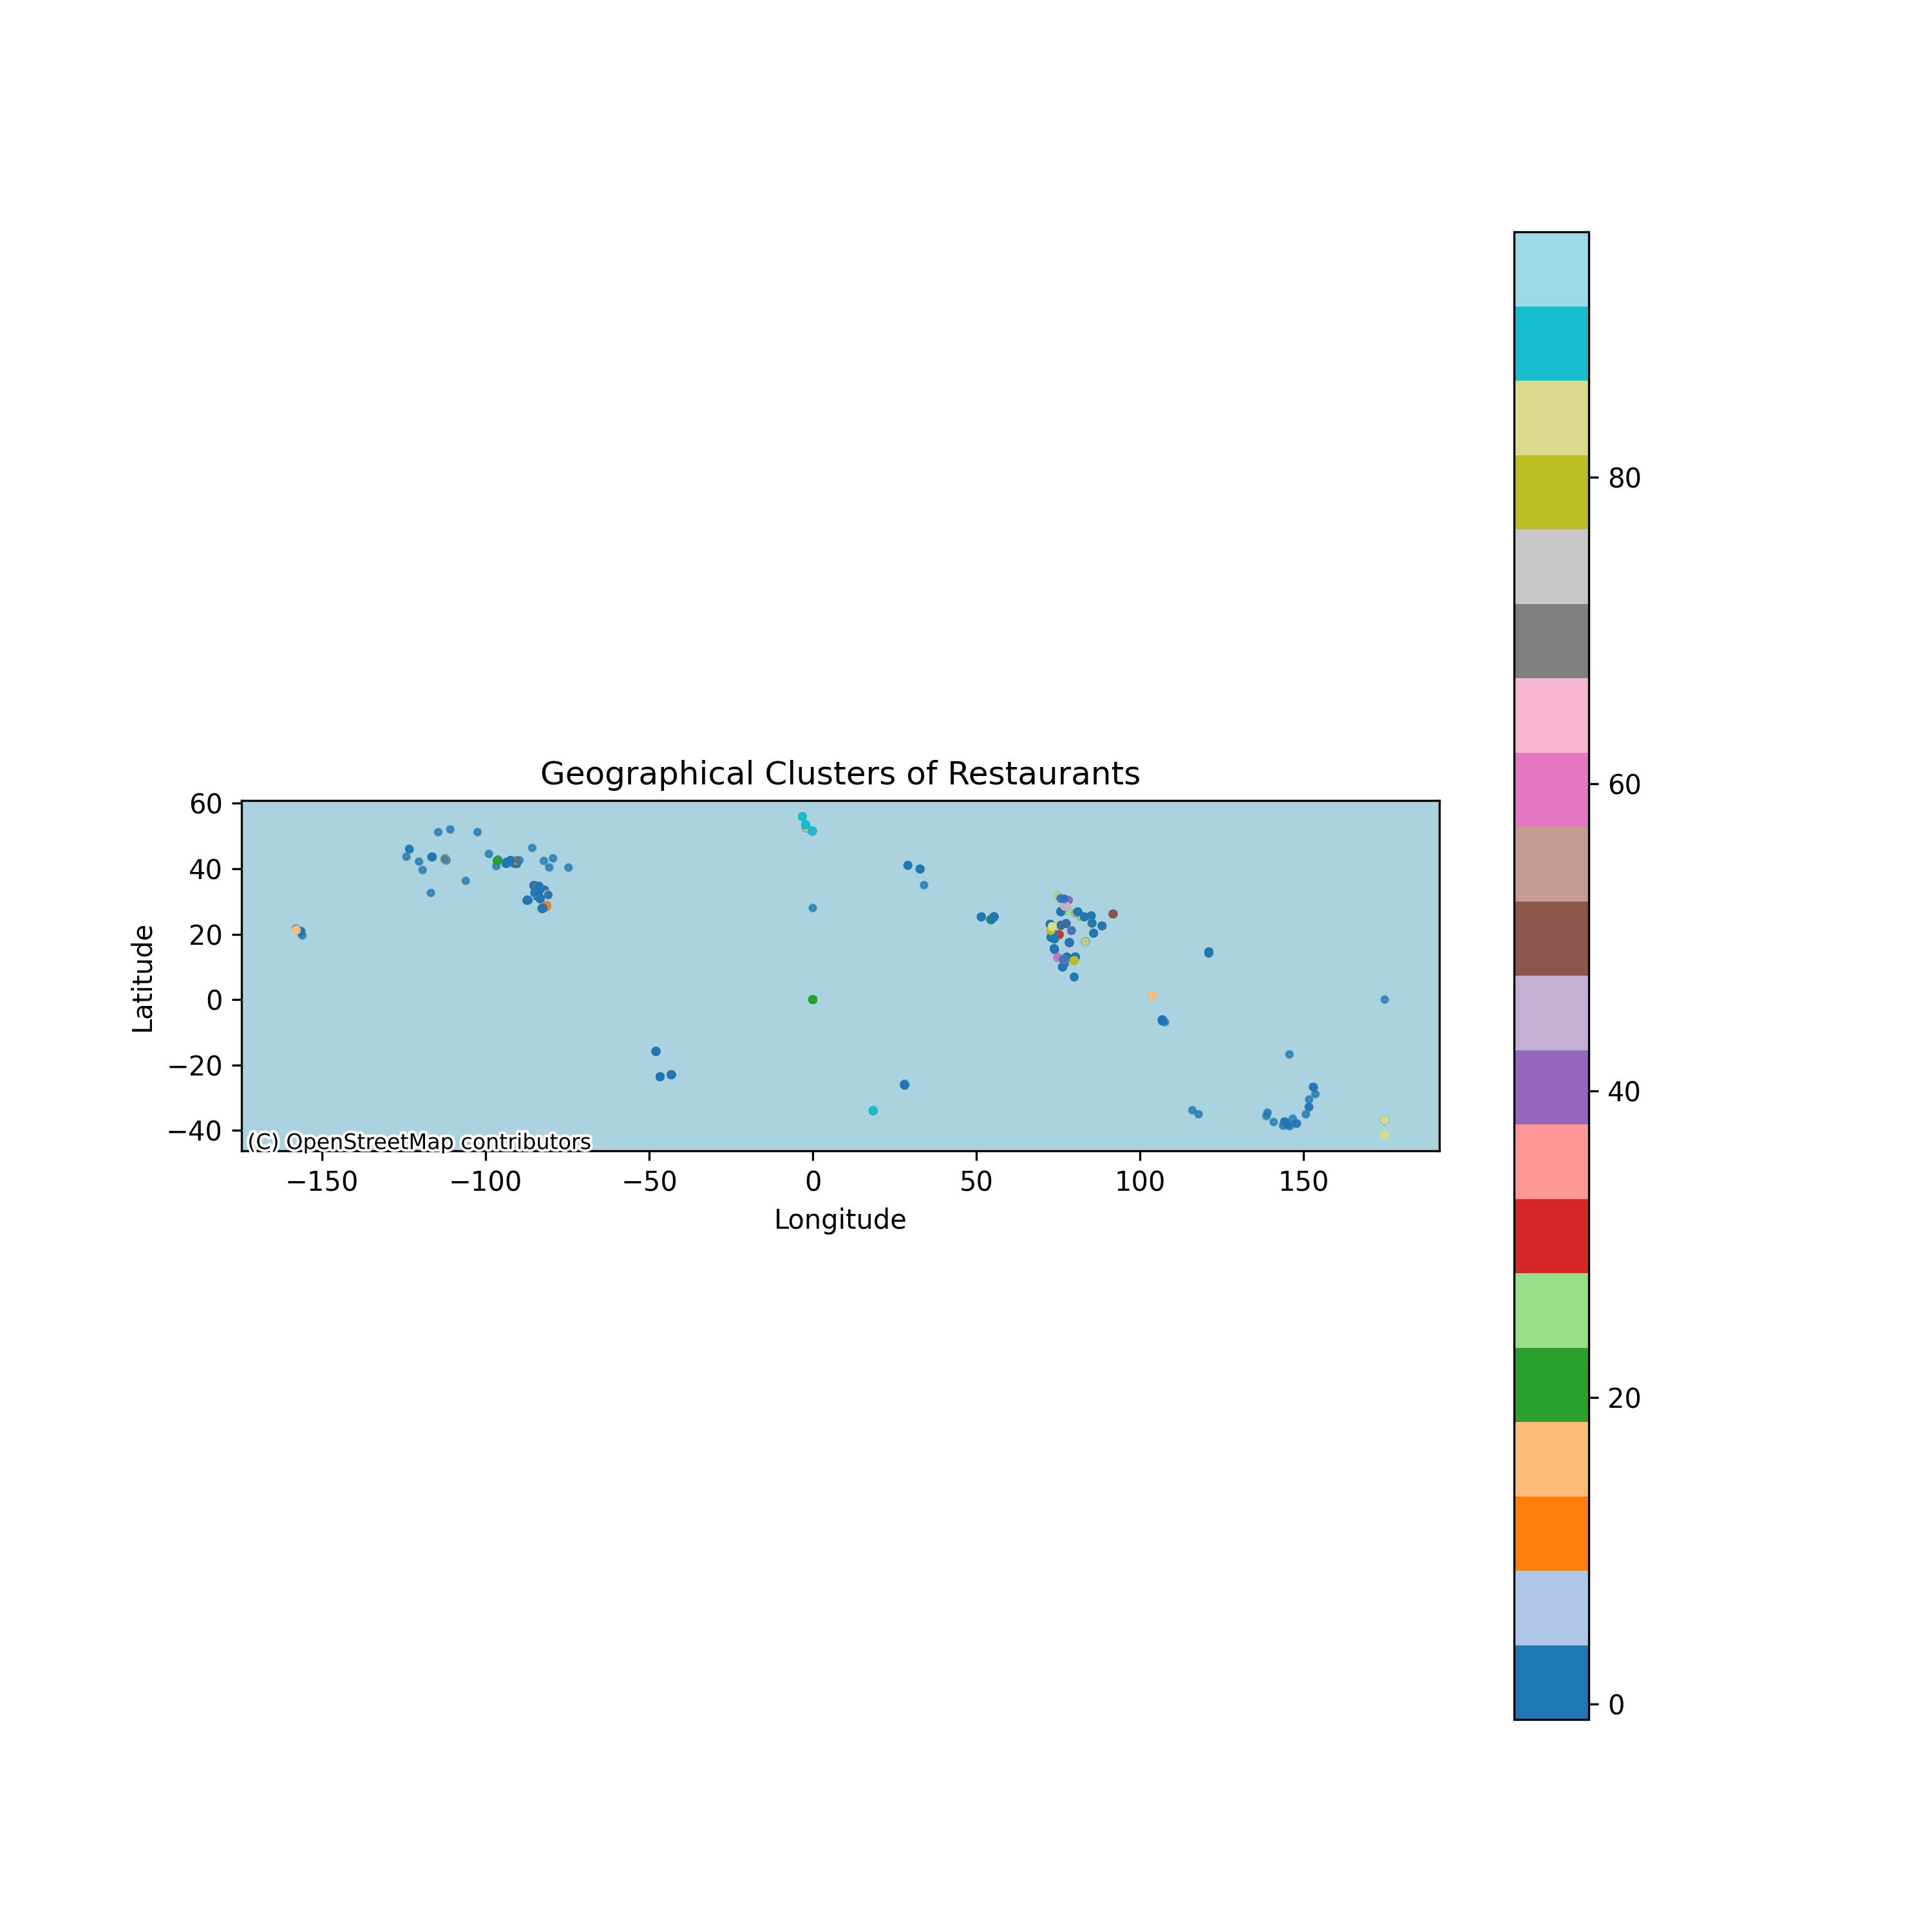 Geographical Clusters of Restaurants
60
40
20
0
−20
−40
Latitude
(C) OpenStreetMap contributors
−150 −100 −50 0 50 100 150
Longitude
80
60
40
20
0